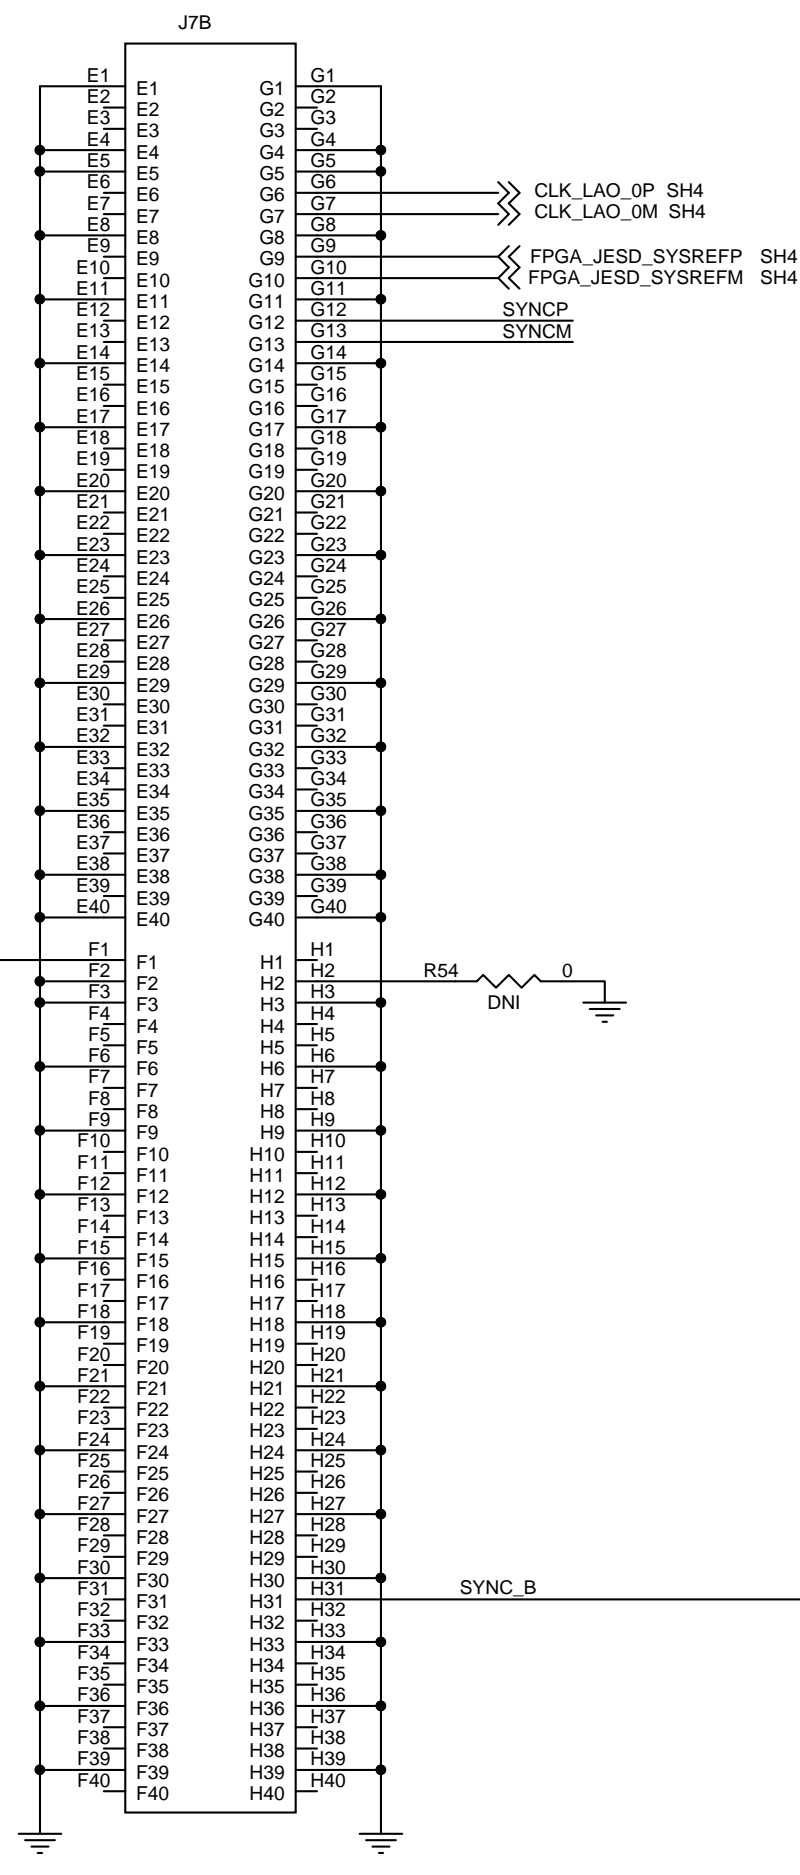 J7B
E1 E1 G1 G1
E2 E2 G2 G2
E3 E3 G3 G3
E4 E4 G4 G4
E5 E5 G5 G5
E6 E6 G6 G6 CLK_LAO_0P SH4
E7 E7 G7 G7 CLK_LAO_0M SH4
E8 E8 G8 G8
E9 E9 G9 G9 FPGA_JESD_SYSREFP SH4
E10 E10 G10 G10 FPGA_JESD_SYSREFM SH4
E11 E11 G11 G11
E12 E12 G12 G12 SYNCP
E13 E13 G13 G13 SYNCM
E14 E14 G14 G14
E15 E15 G15 G15
E16 E16 G16 G16
E17 E17 G17 G17
E18 E18 G18 G18
E19 E19 G19 G19
E20 E20 G20 G20
E21 E21 G21 G21
E22 E22 G22 G22
E23 E23 G23 G23
E24 E24 G24 G24
E25 E25 G25 G25
E26 E26 G26 G26
E27 E27 G27 G27
E28 E28 G28 G28
E29 E29 G29 G29
E30 E30 G30 G30
E31 E31 G31 G31
E32 E32 G32 G32
E33 E33 G33 G33
E34 E34 G34 G34
E35 E35 G35 G35
E36 E36 G36 G36
E37 E37 G37 G37
E38 E38 G38 G38
E39 E39 G39 G39
E40 E40 G40 G40
F1 F1 H1 H1
F2 F2 H2 H2 R54 0
F3 F3 H3 H3 DNI
F4 F4 H4 H4
F5 F5 H5 H5
F6 F6 H6 H6
F7 F7 H7 H7
F8 F8 H8 H8
F9 F9 H9 H9
F10 F10 H10 H10
F11 F11 H11 H11
F12 F12 H12 H12
F13 F13 H13 H13
F14 F14 H14 H14
F15 F15 H15 H15
F16 F16 H16 H16
F17 F17 H17 H17
F18 F18 H18 H18
F19 F19 H19 H19
F20 F20 H20 H20
F21 F21 H21 H21
F22 F22 H22 H22
F23 F23 H23 H23
F24 F24 H24 H24
F25 F25 H25 H25
F26 F26 H26 H26
F27 F27 H27 H27
F28 F28 H28 H28
F29 F29 H29 H29
F30 F30 H30 H30
F31 F31 H31 H31 SYNC_B
F32 F32 H32 H32
F33 F33 H33 H33
F34 F34 H34 H34
F35 F35 H35 H35
F36 F36 H36 H36
F37 F37 H37 H37
F38 F38 H38 H38
F39 F39 H39 H39
F40 F40 H40 H40